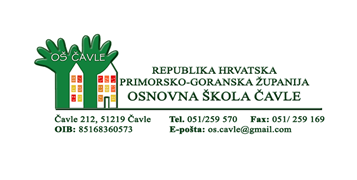 OŠ ČAVLE
REPUBLIKA HRVATSKA
PRIMORSKO-GORANSKA ŽUPANIJA
OSNOVNA ŠKOLA ČAVLE
Čavle 212, 51219 Čavle Tel. 051/259 570 Fax: 051/ 259 169
OIB: 85168360573 E-pošta: os.cavle@gmail.com